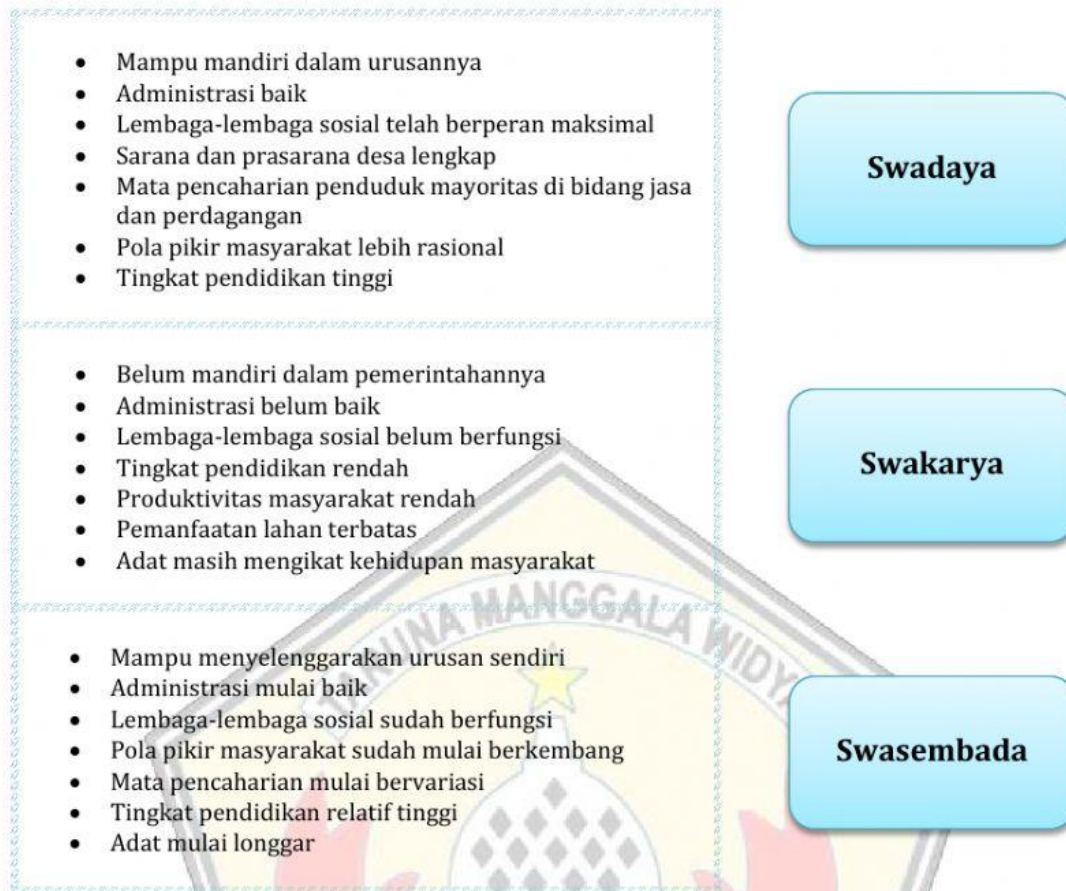 • Mampu mandiri dalam urusannya
• Administrasi baik
• Lembaga-lembaga sosial telah berperan maksimal
• Sarana dan prasarana desa lengkap
• Mata pencaharian penduduk mayoritas di bidang jasa
dan perdagangan
• Pola pikir masyarakat lebih rasional
• Tingkat pendidikan tinggi
Swadaya
• Belum mandiri dalam pemerintahannya
• Administrasi belum baik
• Lembaga-lembaga sosial belum berfungsi
• Tingkat pendidikan rendah
• Produktivitas masyarakat rendah
• Pemanfaatan lahan terbatas
• Adat masih mengikat kehidupan masyarakat
Swakarya
• Mampu menyelenggarakan urusan sendiri
• Administrasi mulai baik
• Lembaga-lembaga sosial sudah berfungsi
• Pola pikir masyarakat sudah mulai berkembang
• Mata pencaharian mulai bervariasi
• Tingkat pendidikan relatif tinggi
• Adat mulai longgar
Swasembada
MANGGALA